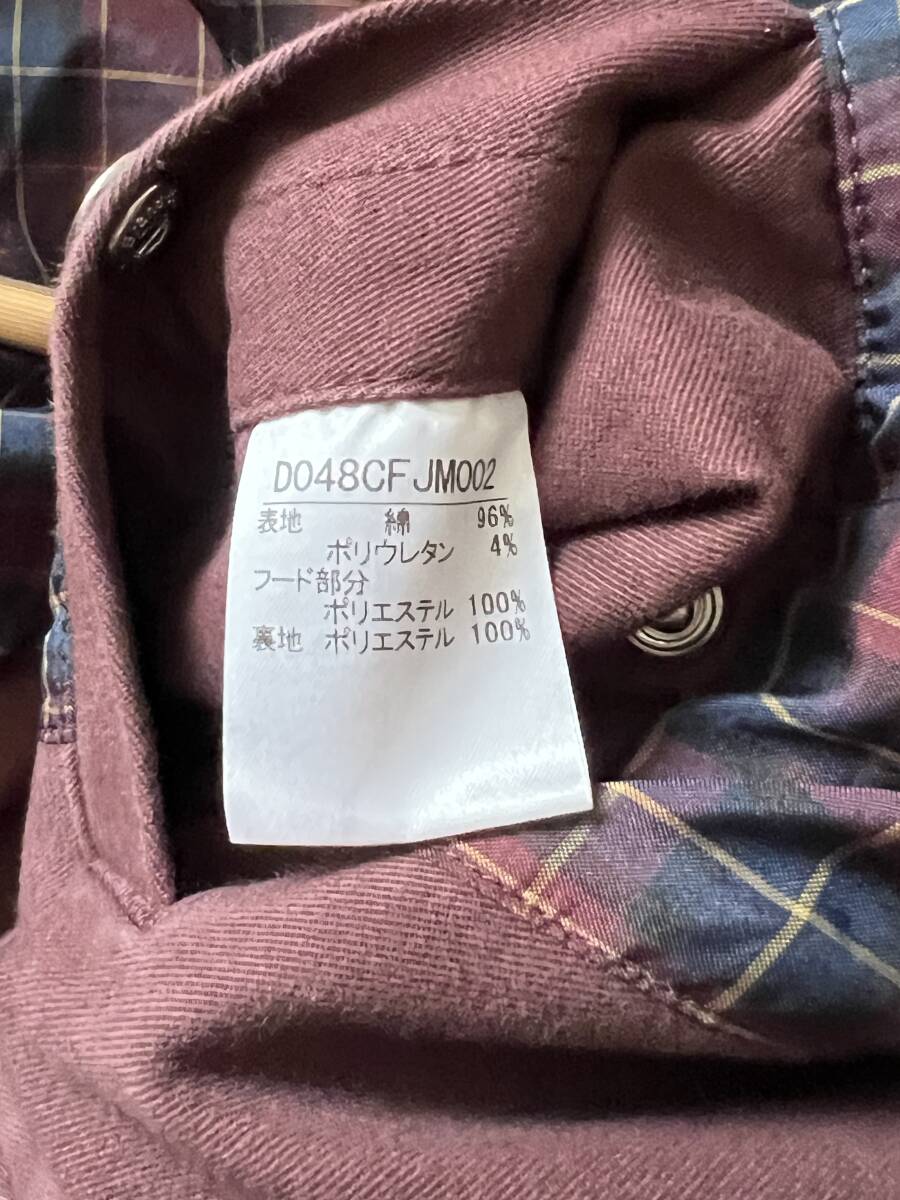 D048CFJM002
表地 綿 96%
ポリウレタン 4%
フード部分
ポリエステル 100%
裏地 ポリエステル 100%